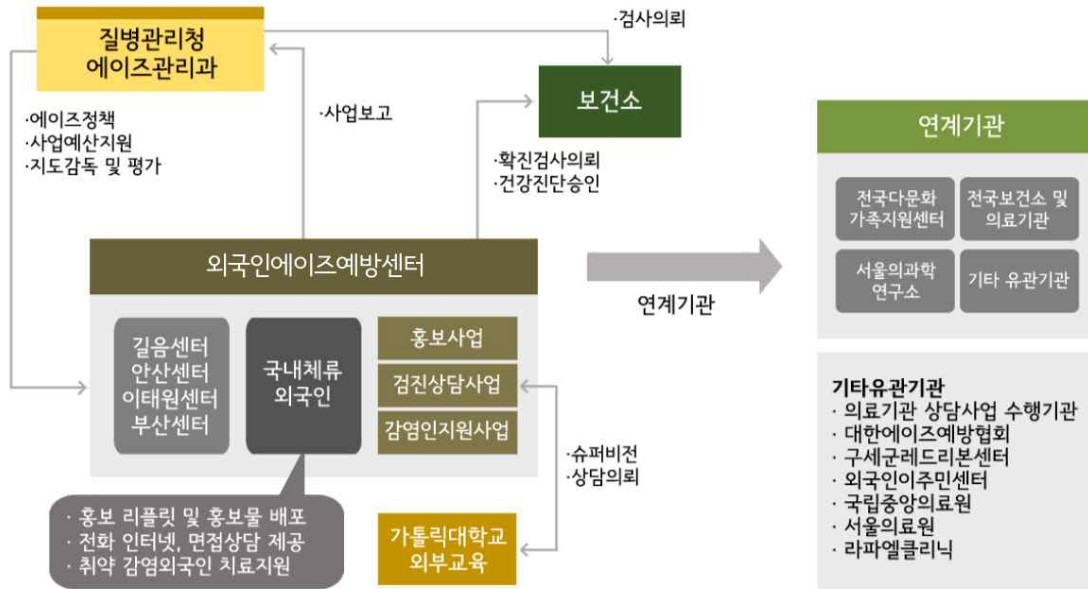 질병관리청
에이즈관리과
·검사의뢰
보건소
·에이즈정책
·사업예산지원
·지도감독 및 평가
·사업보고
·확진검사의뢰
·건강진단승인
외국인에이즈예방센터
길음센터
안산센터
이태원센터
부산센터
국내체류
외국인
홍보사업
검진상담사업
감염인지원사업
·슈퍼비전
·상담의뢰
· 홍보 리플릿 및 홍보물 배포
· 전화 인터넷, 면접상담 제공
· 취약 감염외국인 치료지원
가톨릭대학교
외부교육
연계기관
연계기관
전국다문화
가족지원센터
전국보건소 및
의료기관
서울의과학
연구소
기타 유관기관
기타유관기관
· 의료기관 상담사업 수행기관
· 대한에이즈예방협회
· 구세군레드리본센터
· 외국인이주민센터
· 국립중앙의료원
· 서울의료원
· 라파엘클리닉